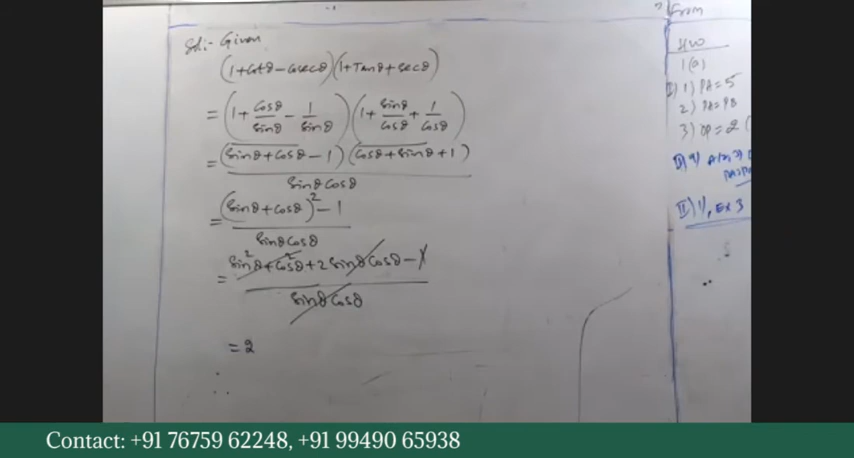 Sol:- Given
(1+cotθ-cosecθ)(1+Tanθ+secθ)
= (1+cosθ/sinθ - 1/sinθ)(1+sinθ/cosθ + 1/cosθ)
= (sinθ+cosθ-1)(cosθ+sinθ+1)
sinθcosθ
= (sinθ+cosθ)²-1
sinθcosθ
= sin²θ+cos²θ+2sinθcosθ-1
sinθcosθ
= 2
From
HW
1(a)
1) PA=5
2) PA=PB
3) OP=2
II) 1), Ex 3
Contact: +91 76759 62248, +91 99490 65938